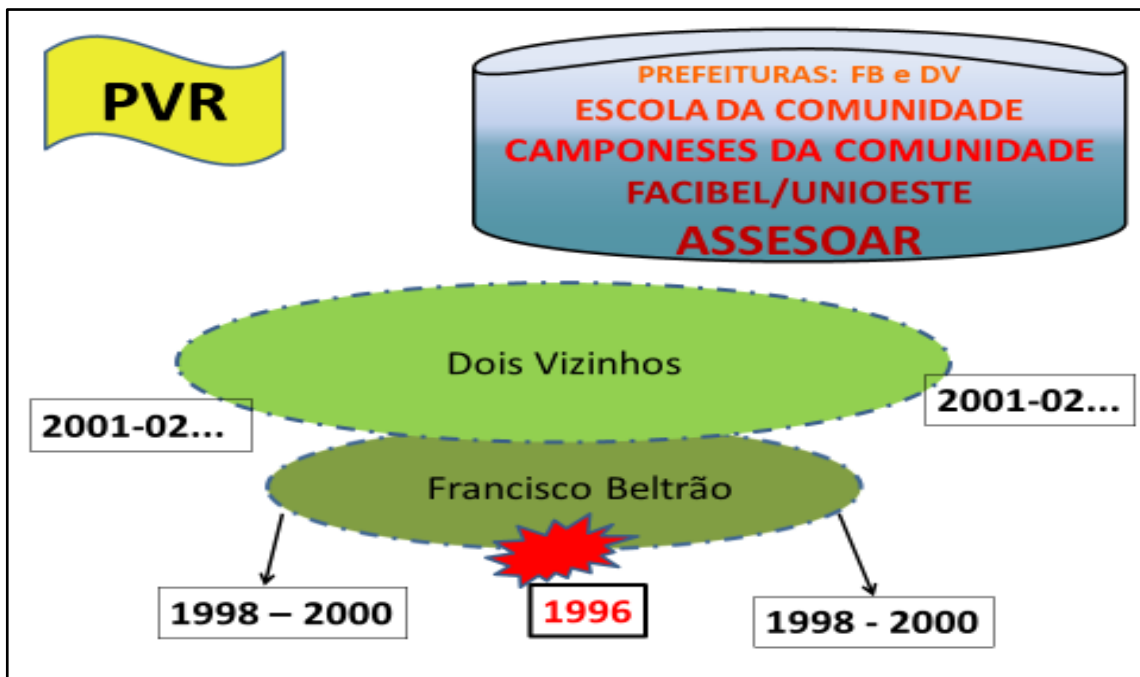 PVR
PREFEITURAS: FB e DV
ESCOLA DA COMUNIDADE
CAMPONESES DA COMUNIDADE
FACIBEL/UNIOESTE
ASSESOAR
Dois Vizinhos
2001-02...
2001-02...
Francisco Beltrão
1998 – 2000
1996
1998 - 2000